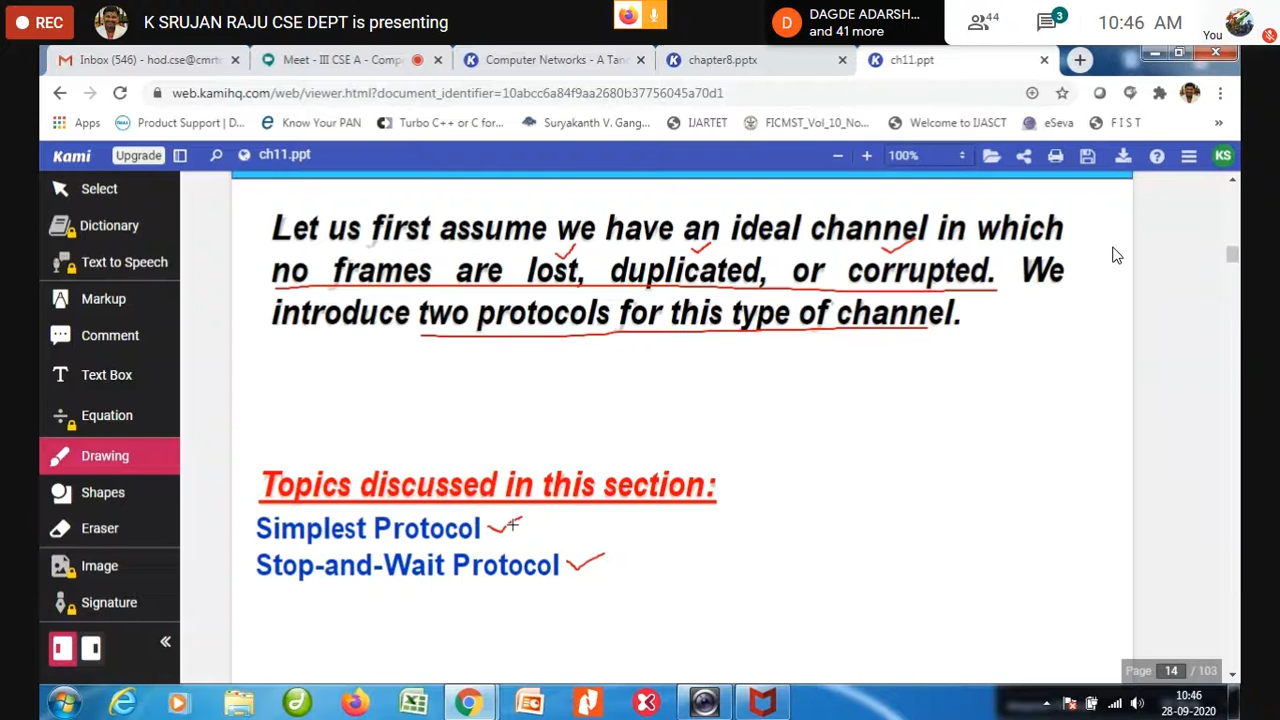 REC
K SRUJAN RAJU CSE DEPT is presenting
D
DAGDE ADARSH...
and 41 more
44
3
10:46 AM
You
Inbox (546) - hod.cse@cmrt
Meet - III CSE A - Comp
Computer Networks - A Tan
chapter8.pptx
ch11.ppt
web.kamihq.com/web/viewer.html?document_identifier=10abcc6a84f9aa2680b37756045a70d1
Apps
Product Support | D...
Know Your PAN
Turbo C++ or C for...
Suryakanth V. Gang...
IJARTET
FICMST_Vol_10_No...
Welcome to IJASCT
eSeva
F I S T
»
Kami
Upgrade
ch11.ppt
100%
KS
Select
Dictionary
Text to Speech
Markup
Comment
Text Box
Equation
Drawing
Shapes
Eraser
Image
Signature
Let us first assume we have an ideal channel in which
no frames are lost, duplicated, or corrupted. We
introduce two protocols for this type of channel.
Topics discussed in this section:
Simplest Protocol
Stop-and-Wait Protocol
Page 14 / 103
10:46
28-09-2020